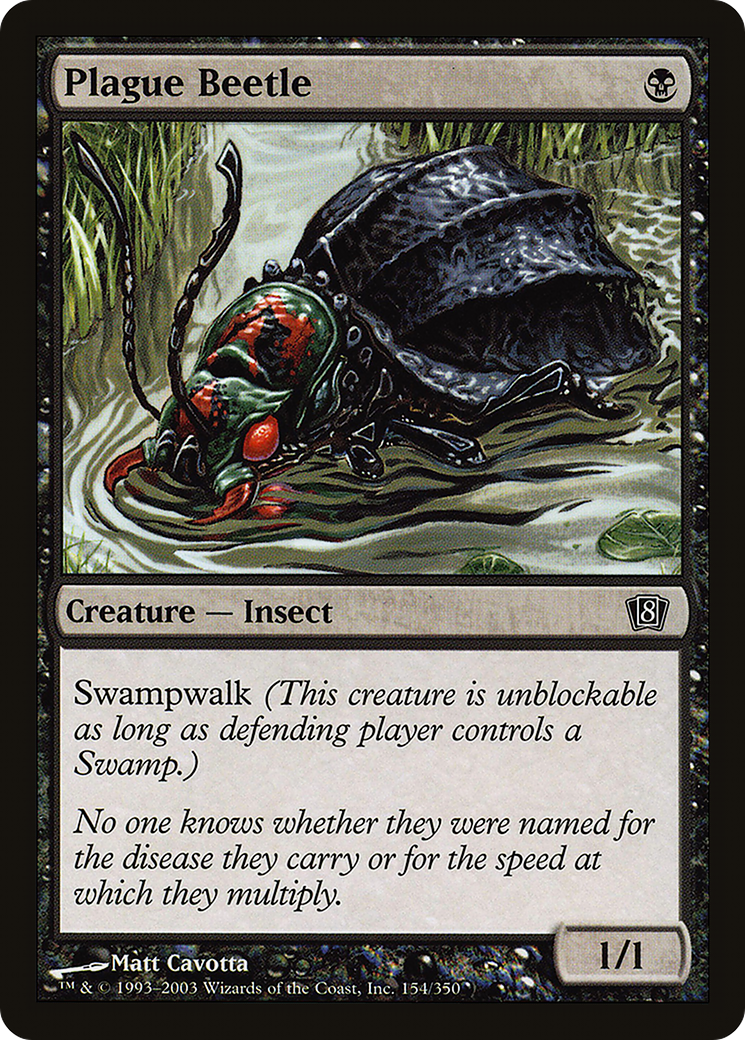 Plague Beetle
Creature — Insect
8
Swampwalk (This creature is unblockable
as long as defending player controls a
Swamp.)
No one knows whether they were named for
the disease they carry or for the speed at
which they multiply.
1/1
Matt Cavotta
™ & © 1993–2003 Wizards of the Coast, Inc. 154/350